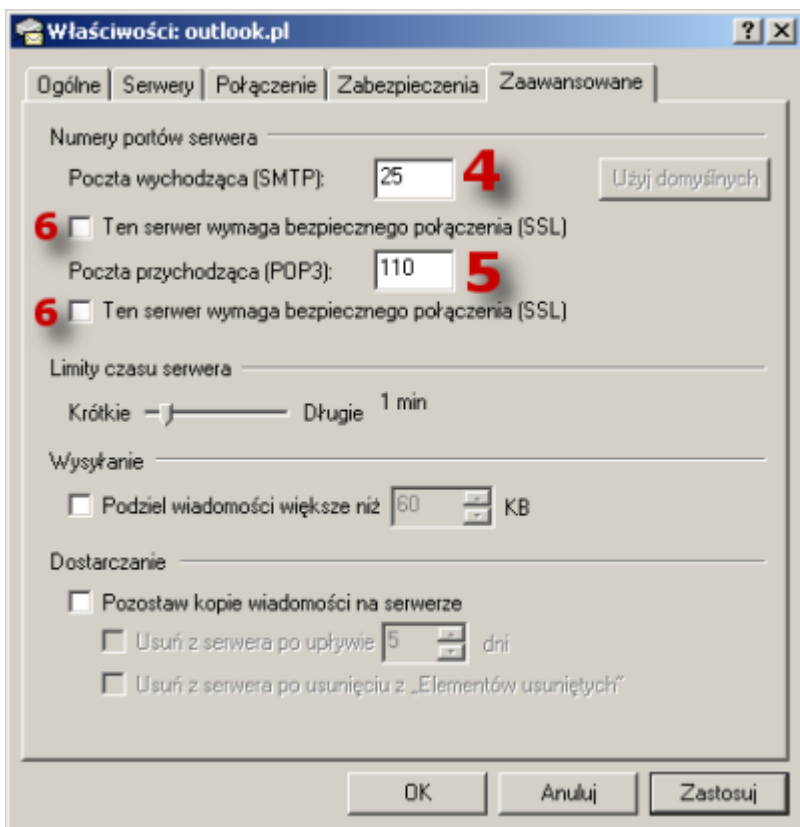 Właściwości: outlook.pl
Ogólne Serwery Połączenie Zabezpieczenia Zaawansowane
Numery portów serwera
Poczta wychodząca (SMTP): 25 4 Użyj domyślnych
6 Ten serwer wymaga bezpiecznego połączenia (SSL)
Poczta przychodząca (POP3): 110 5
6 Ten serwer wymaga bezpiecznego połączenia (SSL)
Limity czasu serwera
Krótkie Długie 1 min
Wysyłanie
Podziel wiadomości większe niż 60 KB
Dostarczanie
Pozostaw kopie wiadomości na serwerze
Usuń z serwera po upływie 5 dni
Usuń z serwera po usunięciu z „Elementów usuniętych”
OK Anuluj Zastosuj